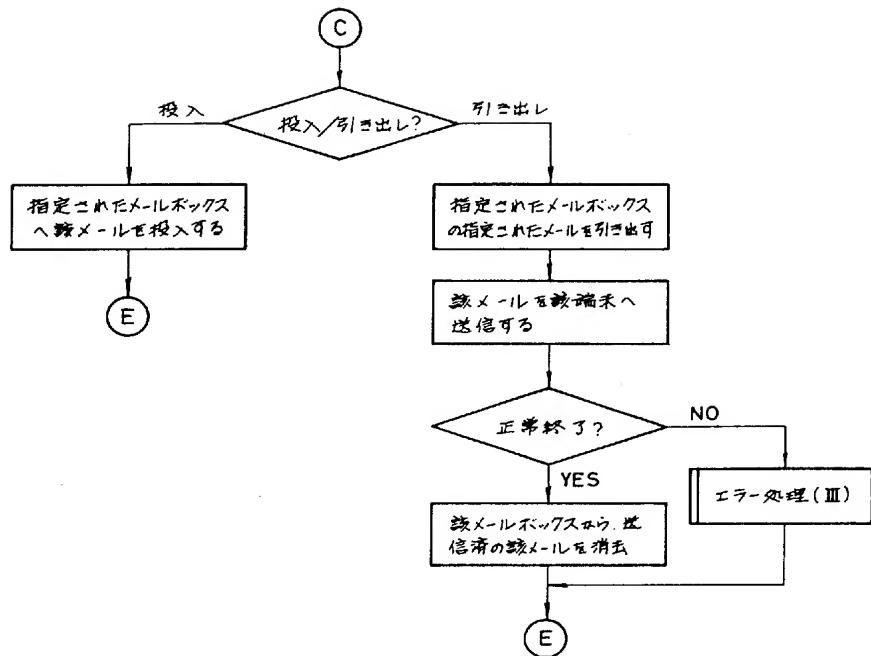 C
投入/引き出し?
投入
引き出し
指定されたメールボックス
へ該メールを投入する
E
指定されたメールボックス
の指定されたメールを引き出す
該メールを該端末へ
送信する
正常終了?
NO
YES
エラー処理(Ⅲ)
該メールボックスから、送
信済の該メールを消去
E